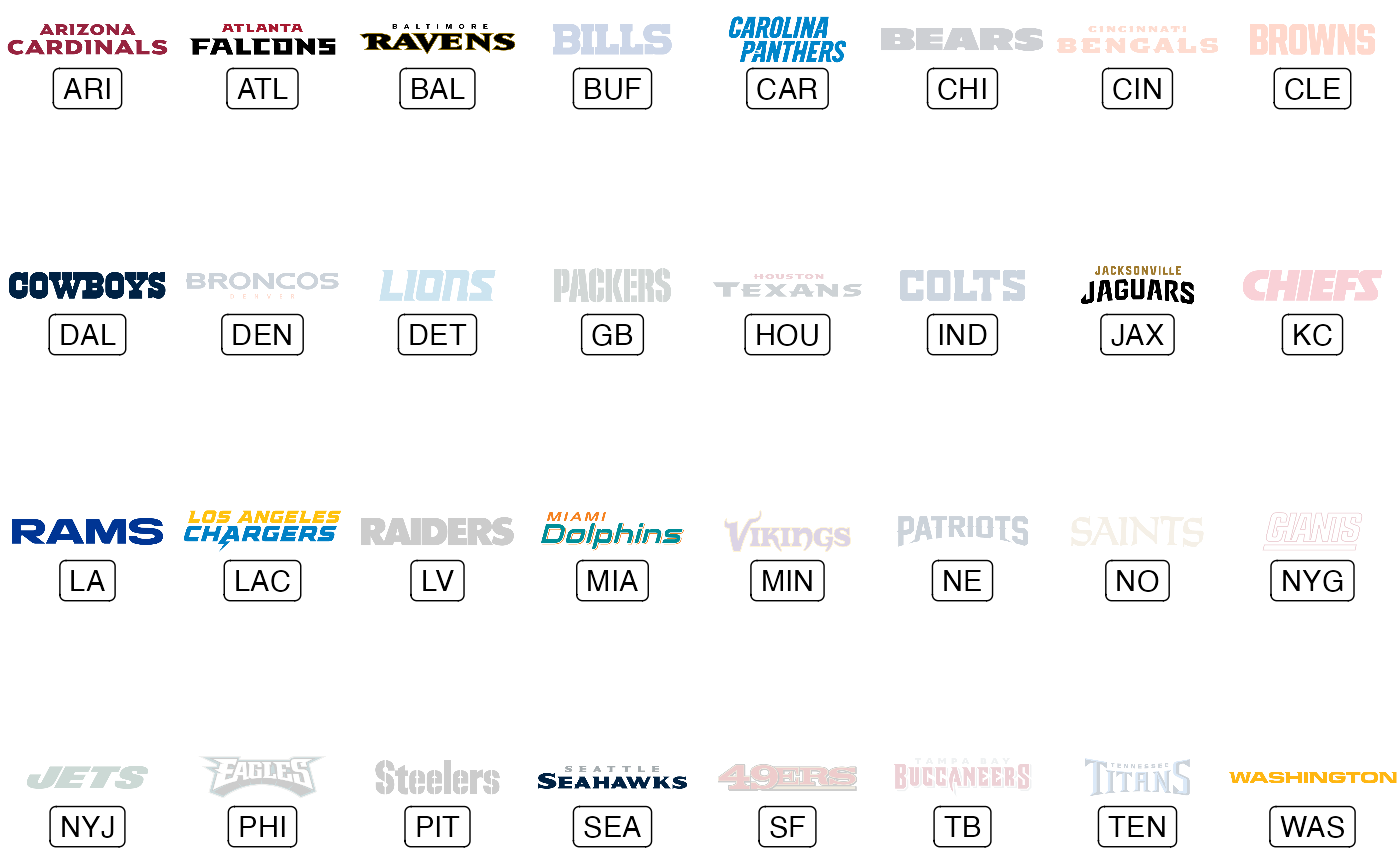 ARIZONA CARDINALS
ATLANTA FALCONS
BALTIMORE RAVENS
BILLS
CAROLINA PANTHERS
BEARS
CINCINNATI BENGALS
BROWNS
ARI
ATL
BAL
BUF
CAR
CHI
CIN
CLE
COWBOYS
BRONCOS DENVER
LIONS
PACKERS
HOUSTON TEXANS
COLTS
JACKSONVILLE JAGUARS
CHIEFS
DAL
DEN
DET
GB
HOU
IND
JAX
KC
RAMS
LOS ANGELES CHARGERS
RAIDERS
MIAMI Dolphins
VIKINGS
PATRIOTS
SAINTS
GIANTS
LA
LAC
LV
MIA
MIN
NE
NO
NYG
JETS
EAGLES
Steelers
SEATTLE SEAHAWKS
49ERS
TAMPA BAY BUCCANEERS
TENNESSEE TITANS
WASHINGTON
NYJ
PHI
PIT
SEA
SF
TB
TEN
WAS